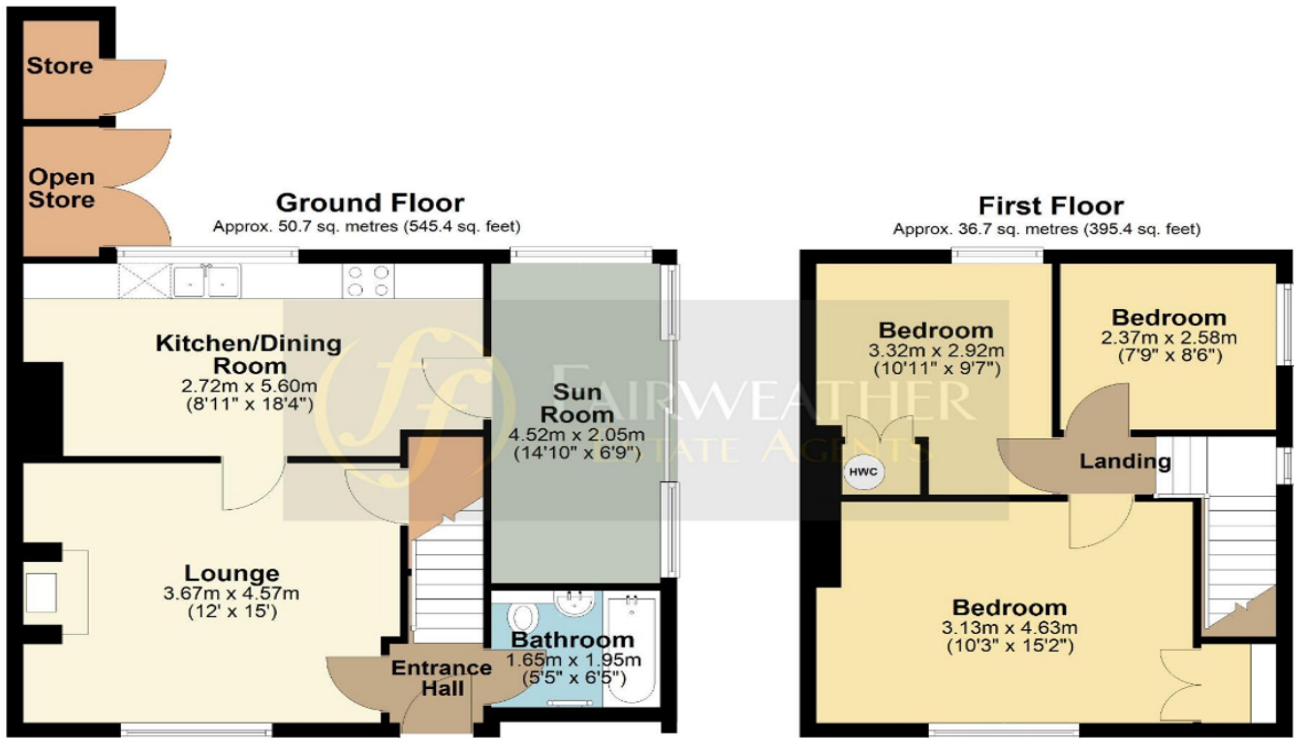 Store
Open
Store
Ground Floor
Approx. 50.7 sq. metres (545.4 sq. feet)
Kitchen/Dining
Room
2.72m x 5.60m
(8'11" x 18'4")
Sun
Room
4.52m x 2.05m
(14'10" x 6'9")
Lounge
3.67m x 4.57m
(12' x 15')
Entrance
Hall
Bathroom
1.65m x 1.95m
(5'5" x 6'5")
First Floor
Approx. 36.7 sq. metres (395.4 sq. feet)
Bedroom
3.32m x 2.92m
(10'11" x 9'7")
Bedroom
2.37m x 2.58m
(7'9" x 8'6")
HWC
Landing
Bedroom
3.13m x 4.63m
(10'3" x 15'2")
ff
FAIRWEATHER
ESTATE AGENTS